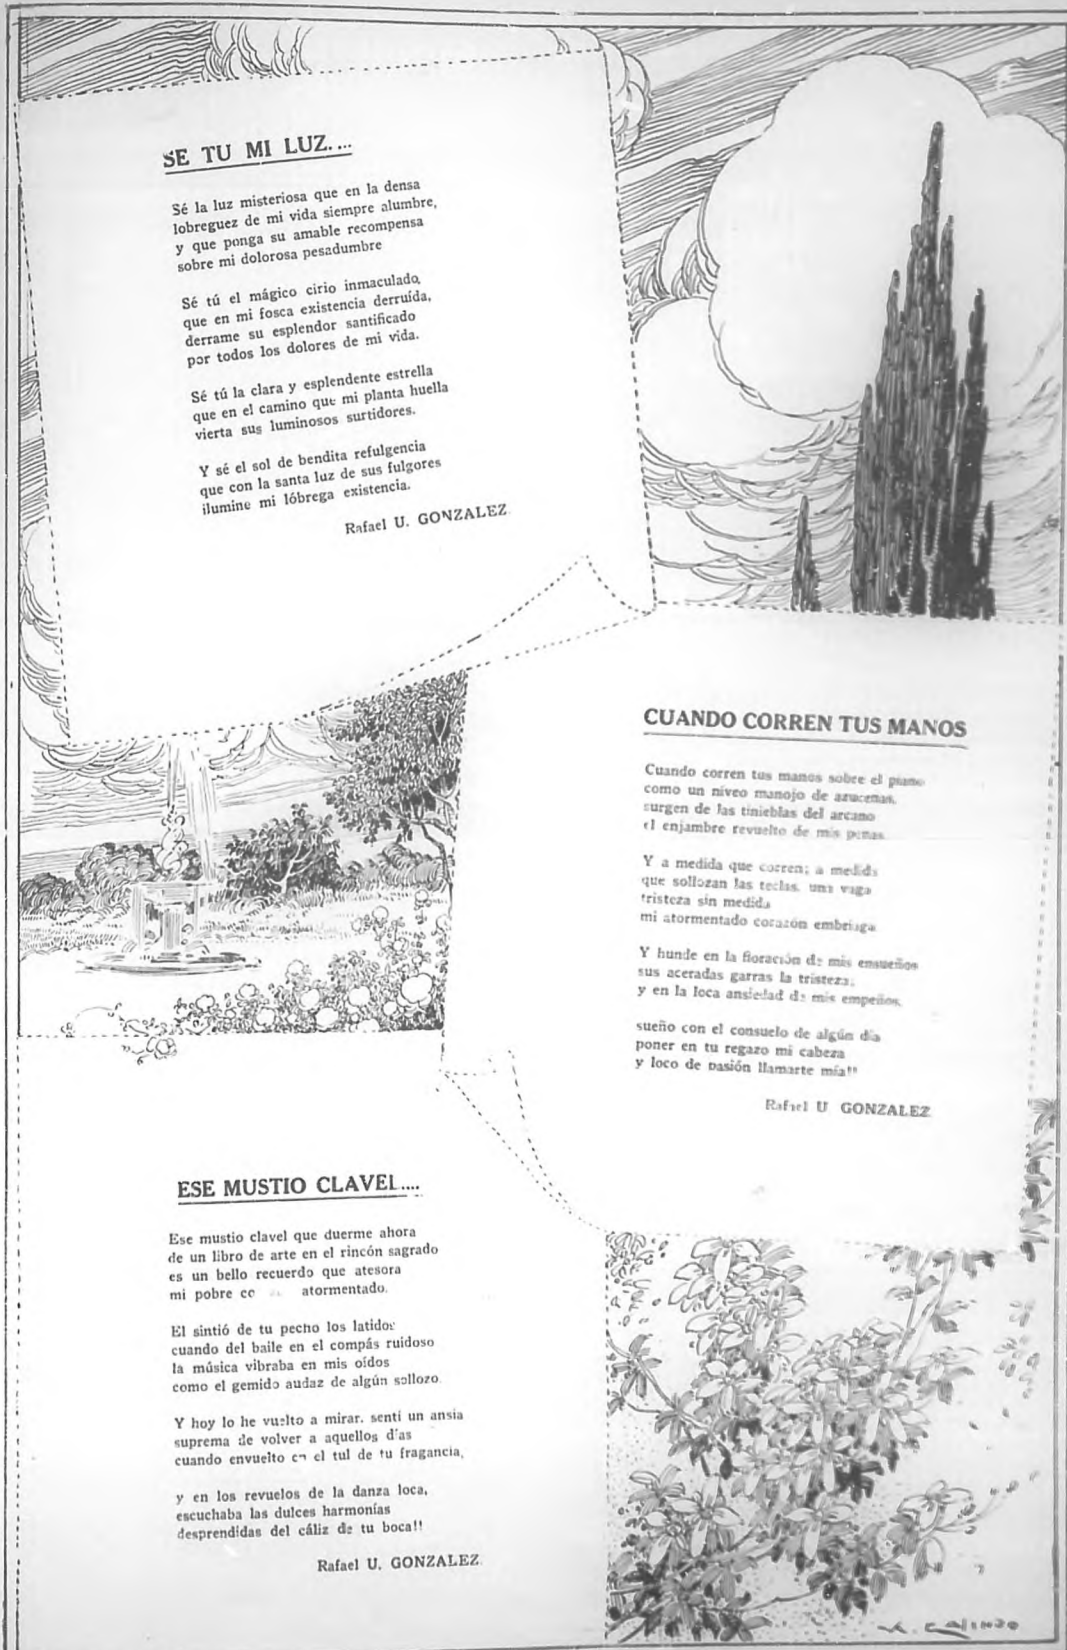 SE TU MI LUZ....
Sé la luz misteriosa que en la densa
lobreguez de mi vida siempre alumbre,
y que ponga su amable recompensa
sobre mi dolorosa pesadumbre
Sé tú el mágico cirio inmaculado,
que en mi fosca existencia derruída,
derrame su esplendor santificado
por todos los dolores de mi vida.
Sé tú la clara y esplendente estrella
que en el camino que mi planta huella
vierta sus luminosos surtidores.
Y sé el sol de bendita refulgencia
que con la santa luz de sus fulgores
ilumine mi lóbrega existencia.
Rafael U. GONZALEZ.
CUANDO CORREN TUS MANOS
Cuando corren tus manos sobre el piano
como un níveo manojo de azucenas,
surgen de las tinieblas del arcano
el enjambre revuelto de mis penas.
Y a medida que corren; a medida
que sollozan las teclas, una vaga
tristeza sin medida
mi atormentado corazón embriaga.
Y hunde en la floración de mis ensueños
sus aceradas garras la tristeza;
y en la loca ansiedad de mis empeños,
sueño con el consuelo de algún día
poner en tu regazo mi cabeza
y loco de pasión llamarte mía!!
Rafael U. GONZALEZ.
ESE MUSTIO CLAVEL....
Ese mustio clavel que duerme ahora
de un libro de arte en el rincón sagrado
es un bello recuerdo que atesora
mi pobre atormentado.
El sintió de tu pecho los latidos
cuando del baile en el compás ruidoso
la música vibraba en mis oídos
como el gemido audaz de algún sollozo.
Y hoy lo he vuelto a mirar. sentí un ansia
suprema de volver a aquellos días
cuando envuelto en el tul de tu fragancia,
y en los revuelos de la danza loca,
escuchaba las dulces harmonías
desprendidas del cáliz de tu boca!!
Rafael U. GONZALEZ.